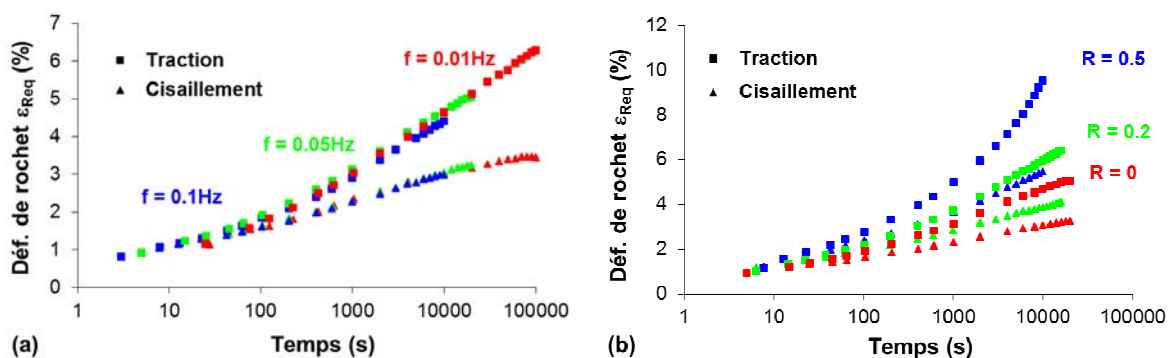 Déf. de rochet εReq (%)
7
6
5
4
3
2
1
0
Traction
Cisaillement
f = 0.01Hz
f = 0.05Hz
f = 0.1Hz
1 10 100 1000 10000 100000
Temps (s)
(a)
Déf. de rochet εReq (%)
12
10
8
6
4
2
0
Traction
Cisaillement
R = 0.5
R = 0.2
R = 0
1 10 100 1000 10000 100000
Temps (s)
(b)